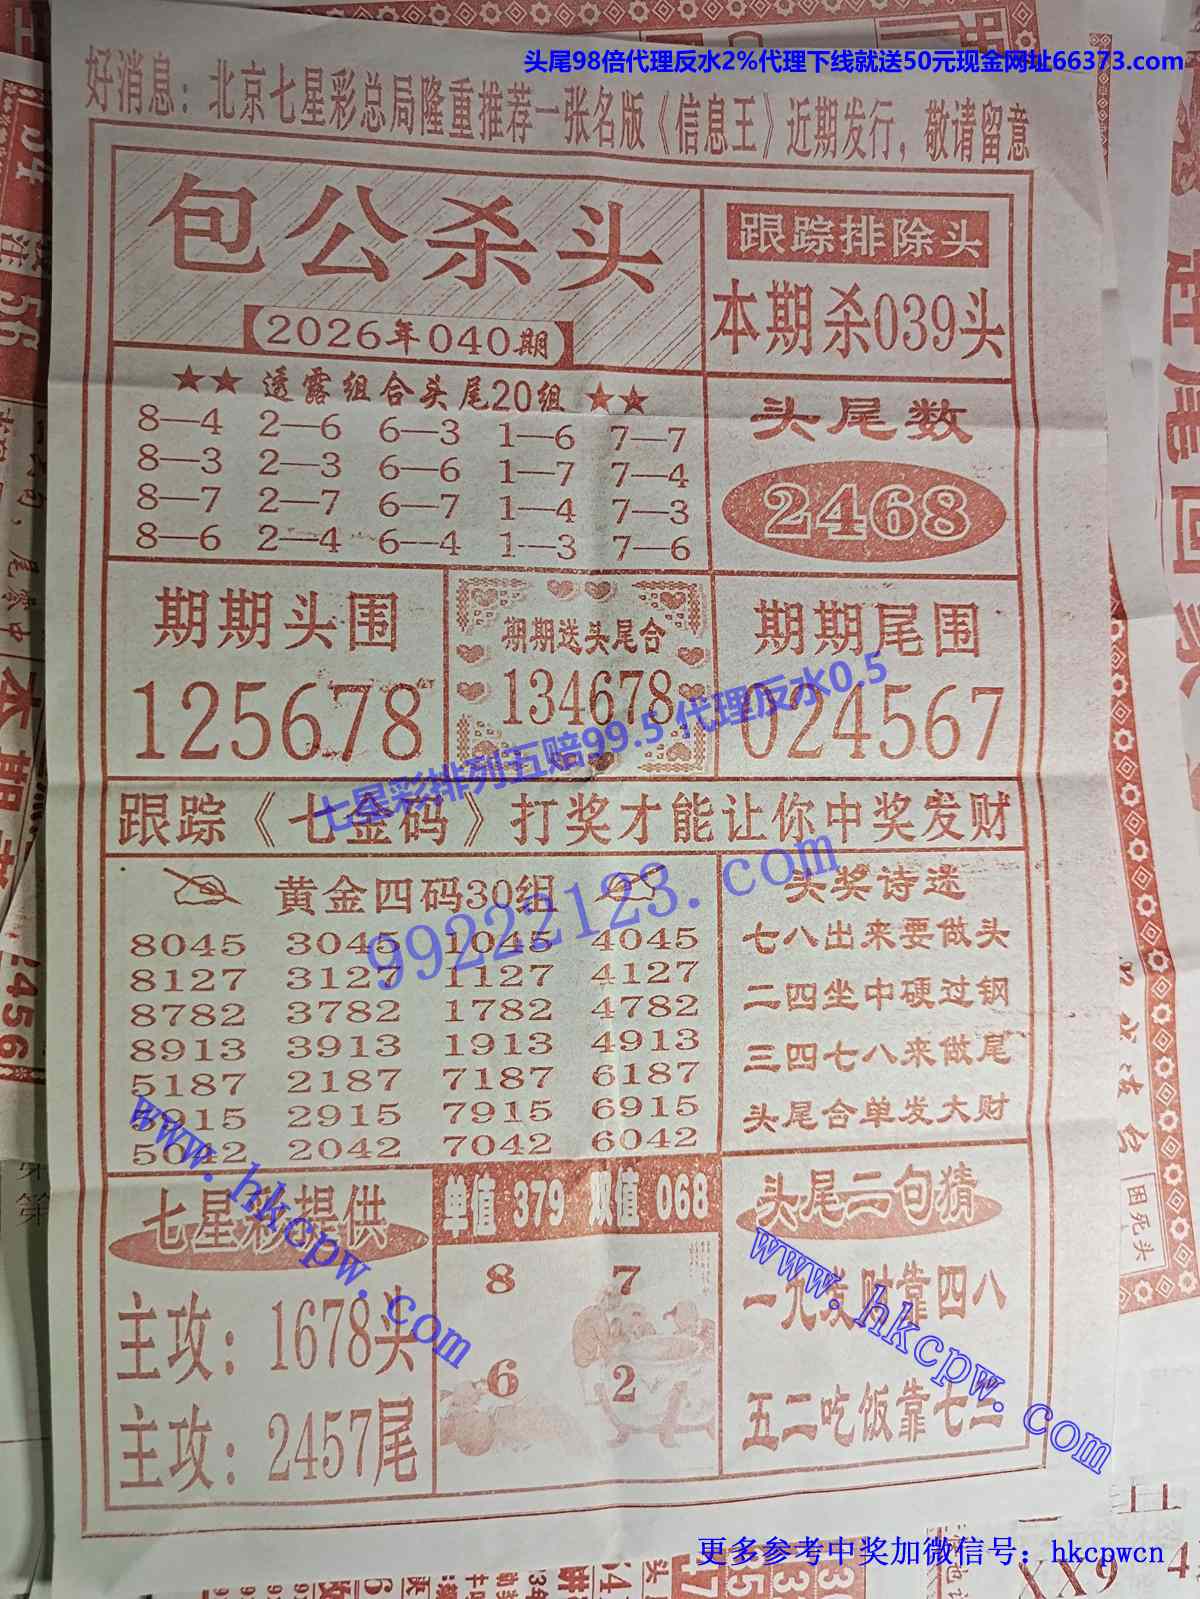 头尾98倍代理反水2%代理下线就送50元现金网址66373.com
好消息：北京七星彩总局隆重推荐一张名版《信息王》近期发行，敬请留意
包公杀头
【2026年040期】
跟踪排除头
本期杀039头
★★ 透露组合头尾20组 ★★
8—4 2—6 6—3 1—6 7—7
8—3 2—3 6—6 1—7 7—4
8—7 2—7 6—7 1—4 7—3
8—6 2—4 6—4 1—3 7—6
头尾数
2468
期期头围
125678
期期送头尾合
134678
期期尾围
024567
七星彩排列五赔99.5 代理反水0.5
跟踪《七金码》打奖才能让你中奖发财
99222123.com
黄金四码30组
8045 3045 1045 4045
8127 3127 1127 4127
8782 3782 1782 4782
8913 3913 1913 4913
5187 2187 7187 6187
5915 2915 7915 6915
5042 2042 7042 6042
头奖诗迷
七八出来要做头
二四坐中硬过钢
三四七八来做尾
头尾合单发大财
七星彩提供
主攻：1678头
主攻：2457尾
www.hkcpw.com
单值 379 双值 068
8 7
6 2
头尾二句猜
一九发财靠四八
五二吃饭靠七三
www.hkcpw.com
更多参考中奖加微信号：hkcpwcn
困死头